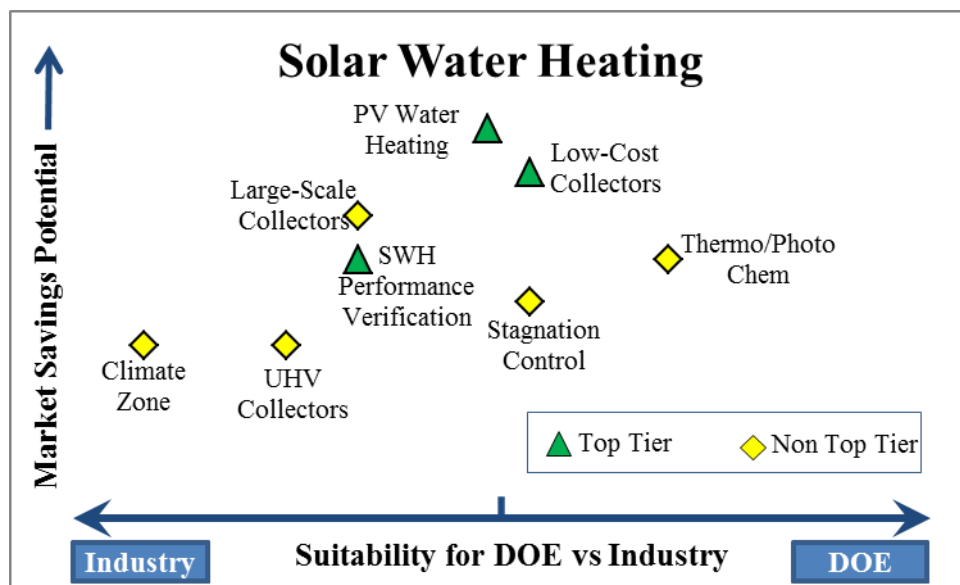 Solar Water Heating
PV Water
Heating
Low-Cost
Collectors
Large-Scale
Collectors
Thermo/Photo
Chem
SWH
Performance
Verification
Stagnation
Control
Climate
Zone
UHV
Collectors
Market Savings Potential
Top Tier
Non Top Tier
Industry
Suitability for DOE vs Industry
DOE